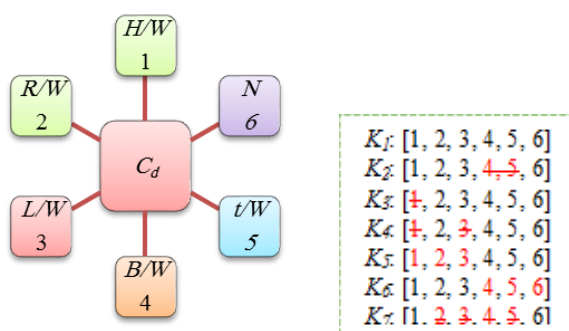 H/W
1
R/W
2
N
6
C_d
L/W
3
t/W
5
B/W
4
K1: [1, 2, 3, 4, 5, 6]
K2: [1, 2, 3, 4, 5, 6]
K3: [1, 2, 3, 4, 5, 6]
K4: [1, 2, 3, 4, 5, 6]
K5: [1, 2, 3, 4, 5, 6]
K6: [1, 2, 3, 4, 5, 6]
K7: [1, 2, 3, 4, 5, 6]